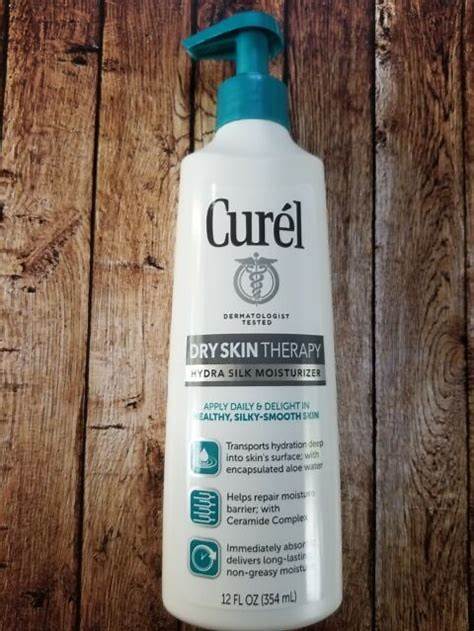 Curél
DERMATOLOGIST
TESTED
DRY SKIN THERAPY
HYDRA SILK MOISTURIZER
APPLY DAILY & DELIGHT IN
HEALTHY, SILKY-SMOOTH SKIN!
Transports hydration deep
into skin's surface; with
encapsulated aloe water
Helps repair moisture
barrier; with
Ceramide Complex
Immediately absorbs
delivers long-lasting
non-greasy moisture
12 FL OZ (354 mL)